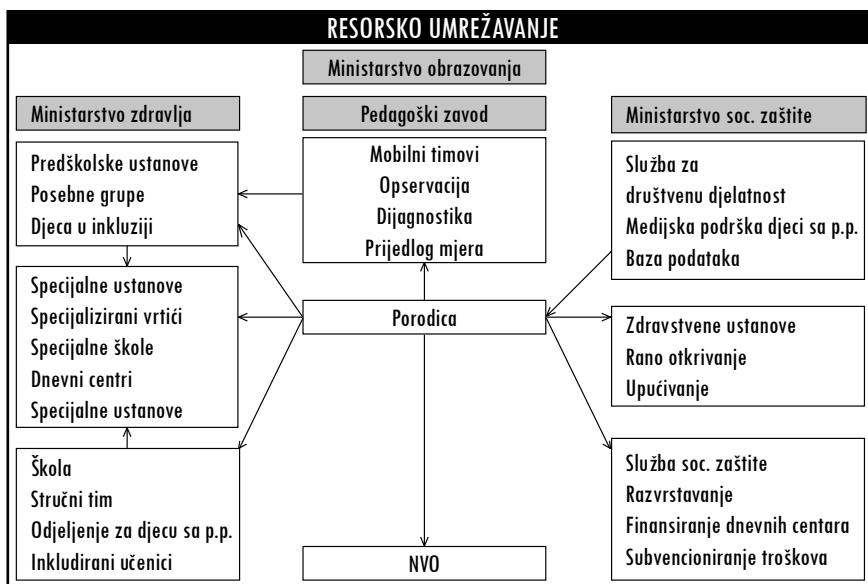 RESORSKO UMREŽAVANJE
Ministarstvo obrazovanja
Ministarstvo zdravlja
Pedagoški zavod
Ministarstvo soc. zaštite
Predškolske ustanove
Posebne grupe
Djeca u inkluziji
Mobilni timovi
Opservacija
Dijagnostika
Prijedlog mjera
Služba za
društvenu djelatnost
Medijska podrška djeci sa p.p.
Baza podataka
Specijalne ustanove
Specijalizirani vrtići
Specijalne škole
Dnevni centri
Specijalne ustanove
Porodica
Zdravstvene ustanove
Rano otkrivanje
Upućivanje
Škola
Stručni tim
Odjeljenje za djecu sa p.p.
Inkludirani učenici
NVO
Služba soc. zaštite
Razvrstavanje
Finansiranje dnevnih centara
Subvencioniranje troškova